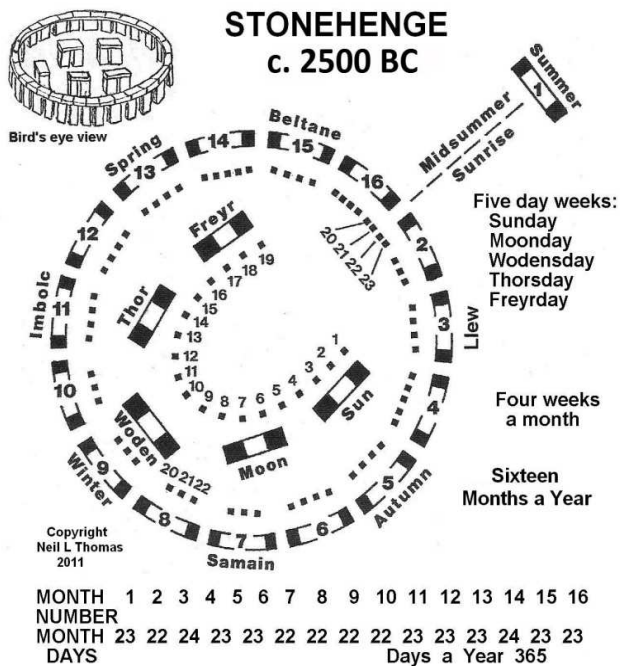 STONEHENGE
c. 2500 BC
Bird's eye view
Summer
1
Midsummer
Sunrise
Beltane
Spring
14
15
13
16
12
2
Freyr
20 21 22 23
19
18
17
16
15
14
13
12
11
10
9
8
7
6
5
4
3
2
1
Five day weeks:
Sunday
Moonday
Wodensday
Thorsday
Freyrday
Imbolc
11
Thor
3
Llew
10
4
Sun
Four weeks
a month
Woden
Moon
20 21 22
9
Winter
5
Autumn
8
7
6
Samain
Sixteen
Months a Year
Copyright
Neil L Thomas
2011
MONTH 1 2 3 4 5 6 7 8 9 10 11 12 13 14 15 16
NUMBER
MONTH 23 22 24 23 23 22 22 22 22 23 23 23 23 24 23 23
DAYS Days a Year 365